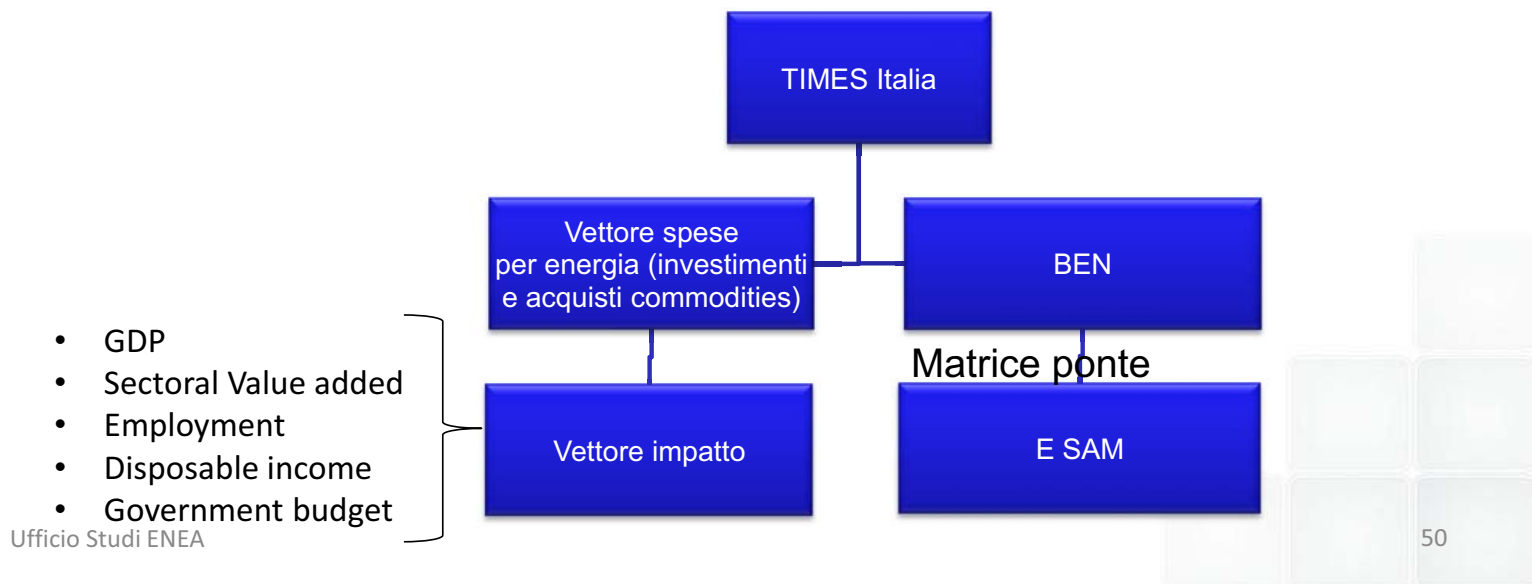 TIMES Italia
Vettore spese
per energia (investimenti
e acquisti commodities)
BEN
• GDP
• Sectoral Value added
• Employment
• Disposable income
• Government budget
Vettore impatto
Matrice ponte
E SAM
Ufficio Studi ENEA
50